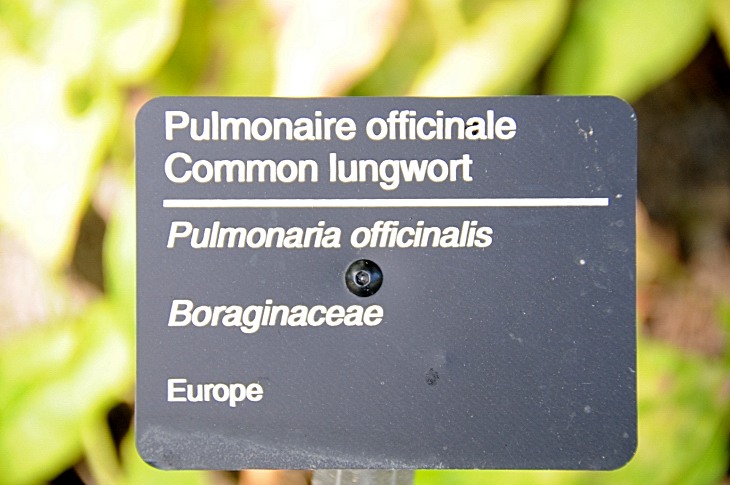 Pulmonaire officinale
Common lungwort
Pulmonaria officinalis
Boraginaceae
Europe